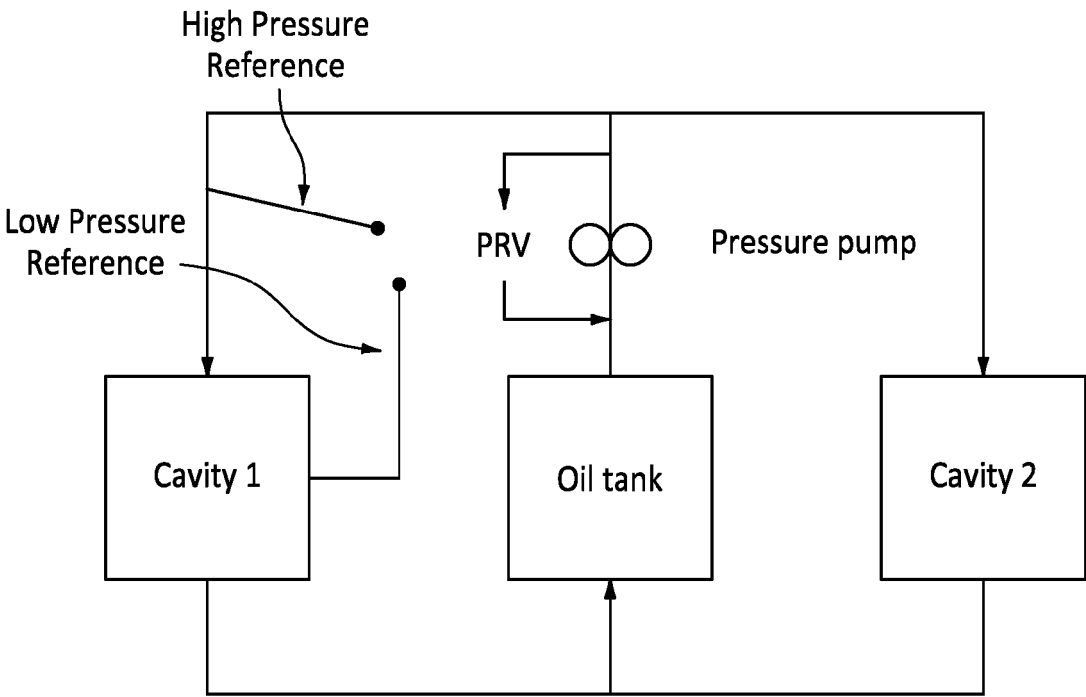 High Pressure
Reference
Low Pressure
Reference
PRV
Pressure pump
Cavity 1
Oil tank
Cavity 2